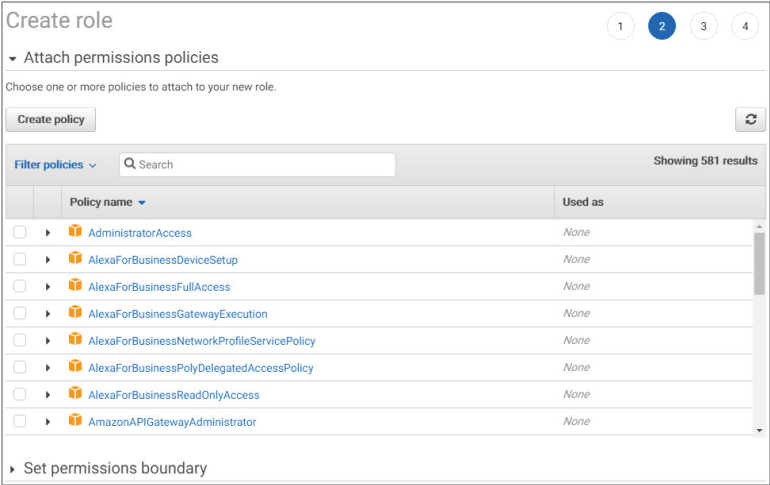 Create role
1 2 3 4
Attach permissions policies
Choose one or more policies to attach to your new role.
Create policy
Filter policies Search Showing 581 results
Policy name Used as
AdministratorAccess None
AlexaForBusinessDeviceSetup None
AlexaForBusinessFullAccess None
AlexaForBusinessGatewayExecution None
AlexaForBusinessNetworkProfileServicePolicy None
AlexaForBusinessPolyDelegatedAccessPolicy None
AlexaForBusinessReadOnlyAccess None
AmazonAPIGatewayAdministrator None
Set permissions boundary